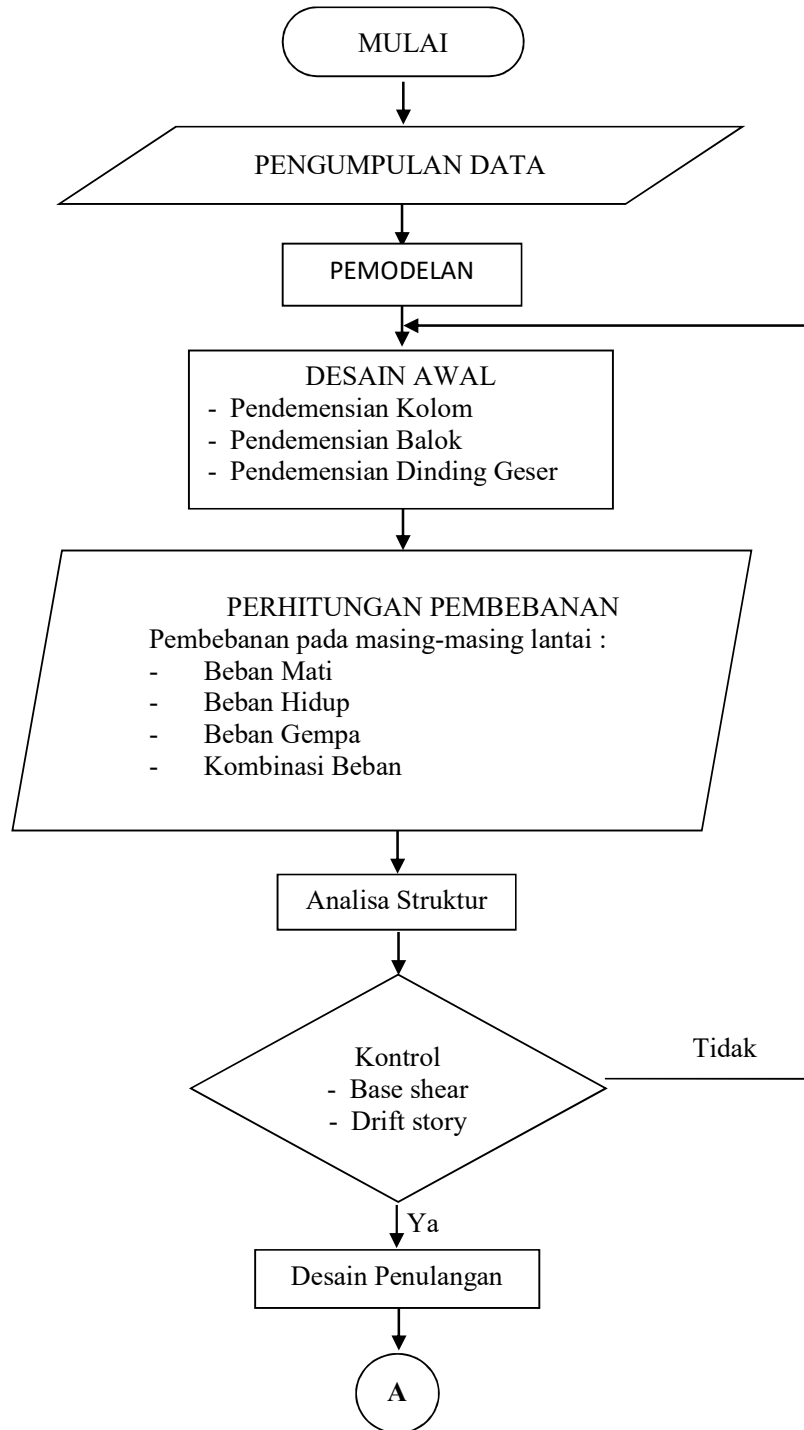 MULAI
PENGUMPULAN DATA
PEMODELAN
DESAIN AWAL
- Pendemensian Kolom
- Pendemensian Balok
- Pendemensian Dinding Geser
PERHITUNGAN PEMBEBANAN
Pembebanan pada masing-masing lantai :
- Beban Mati
- Beban Hidup
- Beban Gempa
- Kombinasi Beban
Analisa Struktur
Kontrol
- Base shear
- Drift story
Tidak
Ya
Desain Penulangan
A